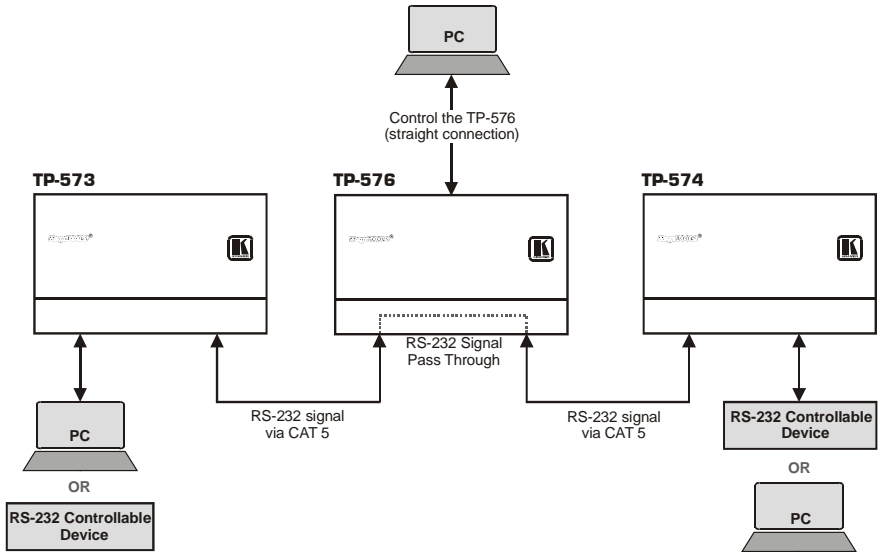 PC
Control the TP-576
(straight connection)
TP-573
TP-576
TP-574
RS-232 Signal
Pass Through
RS-232 signal
via CAT 5
RS-232 signal
via CAT 5
PC
OR
RS-232 Controllable
Device
RS-232 Controllable
Device
OR
PC